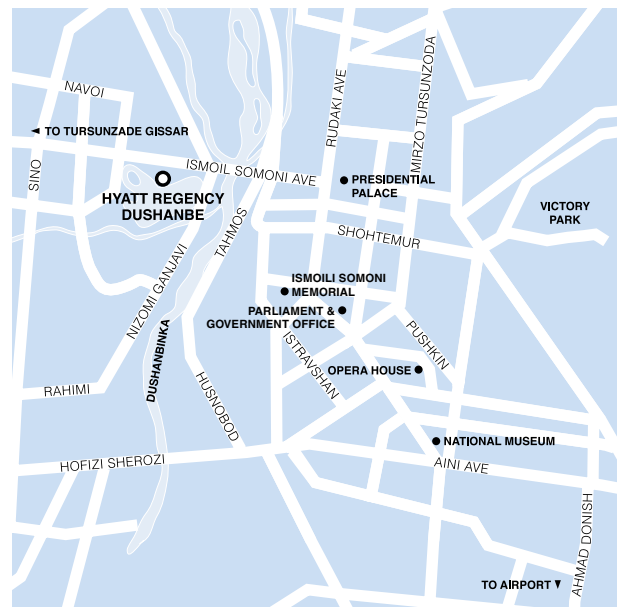 NAVOI
TO TURSUNZADE GISSAR
SINO
ISMOIL SOMONI AVE
RUDAKI AVE
MIRZO TURSUNZODA
PRESIDENTIAL
PALACE
HYATT REGENCY
DUSHANBE
VICTORY
PARK
TAHMOS
SHOHTEMUR
NIZOMI GANJAVI
ISMOILI SOMONI
MEMORIAL
PARLIAMENT &
GOVERNMENT OFFICE
DUSHANBINKA
ISTRAVSHAN
PUSHKIN
OPERA HOUSE
RAHIMI
HUSNOBOD
NATIONAL MUSEUM
HOFIZI SHEROZI
AINI AVE
AHMAD DONISH
TO AIRPORT